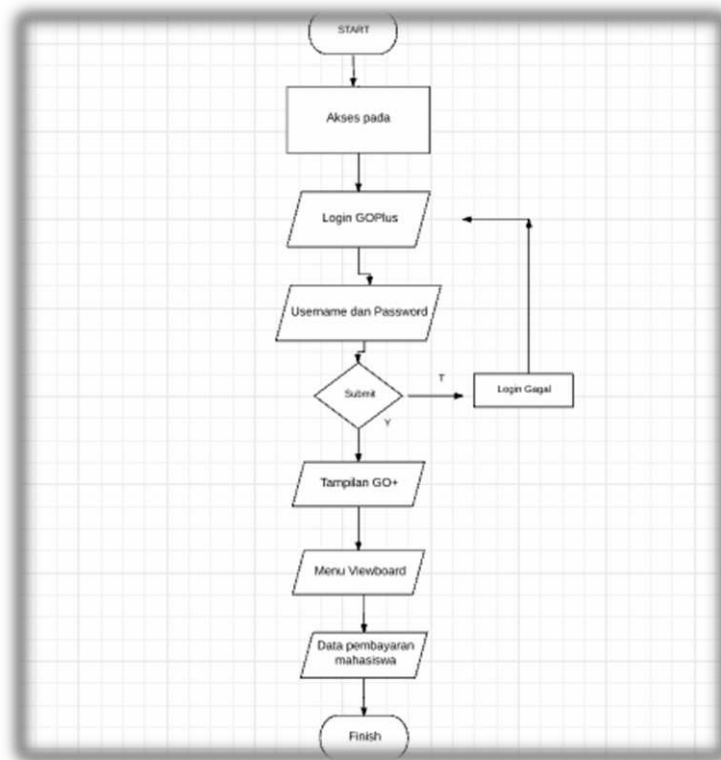 START
Akses pada
Login GOPlus
Username dan Password
Submit
T
Login Gagal
Y
Tampilan GO+
Menu Viewboard
Data pembayaran
mahasiswa
Finish